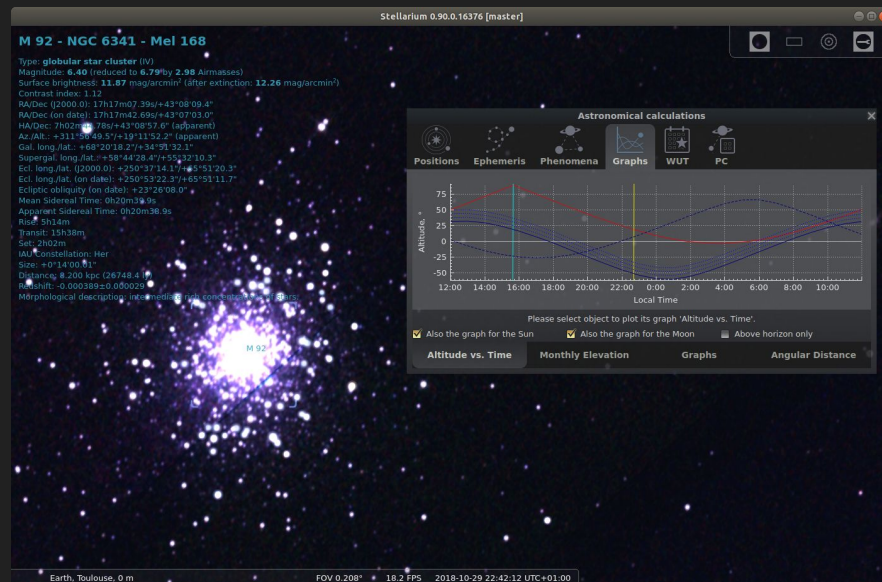 Stellarium 0.90.0.16376 [master]
M 92 - NGC 6341 - Mel 168
Type: globular star cluster (IV)
Magnitude: 6.40 (reduced to 6.79 by 2.98 Airmasses)
Surface brightness: 11.87 mag/arcmin² (after extinction: 12.26 mag/arcmin²)
Contrast index: 1.12
RA/Dec (J2000.0): 17h17m07.39s/+43°08'09.4"
RA/Dec (on date): 17h17m42.69s/+43°07'03.0"
HA/Dec: 7h02m /+43°08'57.6" (apparent)
Az./Alt.: +311°56'49.5"/+19°11'52.2" (apparent)
Gal. long./lat.: +68°20'18.2"/+34°51'32.1"
Supergal. long./lat.: +58°44'28.4"/+55°32'10.3"
Ecl. long./lat. (J2000.0): +250°37'14.1"/+65°51'20.3"
Ecl. long./lat. (on date): +250°53'22.3"/+65°51'11.7"
Ecliptic obliquity (on date): +23°26'08.0"
Mean Sidereal Time: 0h20m39.9s
Apparent Sidereal Time: 0h20m38.9s
Rise: 5h14m
Transit: 15h38m
Set: 2h02m
IAU Constellation: Her
Size: +0°14'00.01"
Distance: 8.200 kpc (26748.4 ly)
Redshift: -0.000389±0.000029
Morphological description: intermediate rich concentrations of stars
M 92
Astronomical calculations
Positions Ephemeris Phenomena Graphs WUT PC
Altitude, °
75
50
25
0
-25
-50
12:00 14:00 16:00 18:00 20:00 22:00 0:00 2:00 4:00 6:00 8:00 10:00
Local Time
Please select object to plot its graph 'Altitude vs. Time'.
Also the graph for the Sun Also the graph for the Moon Above horizon only
Altitude vs. Time Monthly Elevation Graphs Angular Distance
Earth, Toulouse, 0 m FOV 0.208° 18.2 FPS 2018-10-29 22:42:12 UTC+01:00